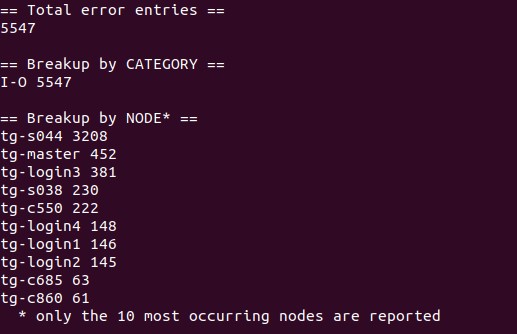 == Total error entries ==
5547
== Breakup by CATEGORY ==
I-O 5547
== Breakup by NODE* ==
tg-s044 3208
tg-master 452
tg-login3 381
tg-s038 230
tg-c550 222
tg-login4 148
tg-login1 146
tg-login2 145
tg-c685 63
tg-c860 61
* only the 10 most occurring nodes are reported